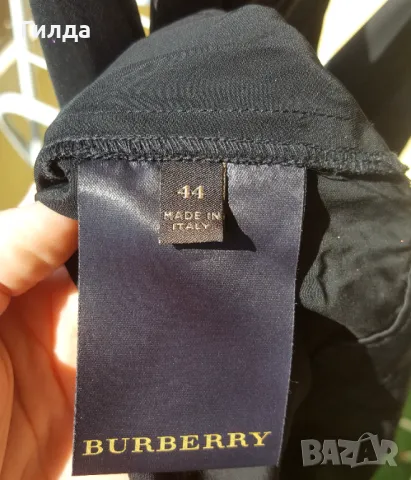 Тилда
44
MADE IN
ITALY
BURBERRY
BAZAR